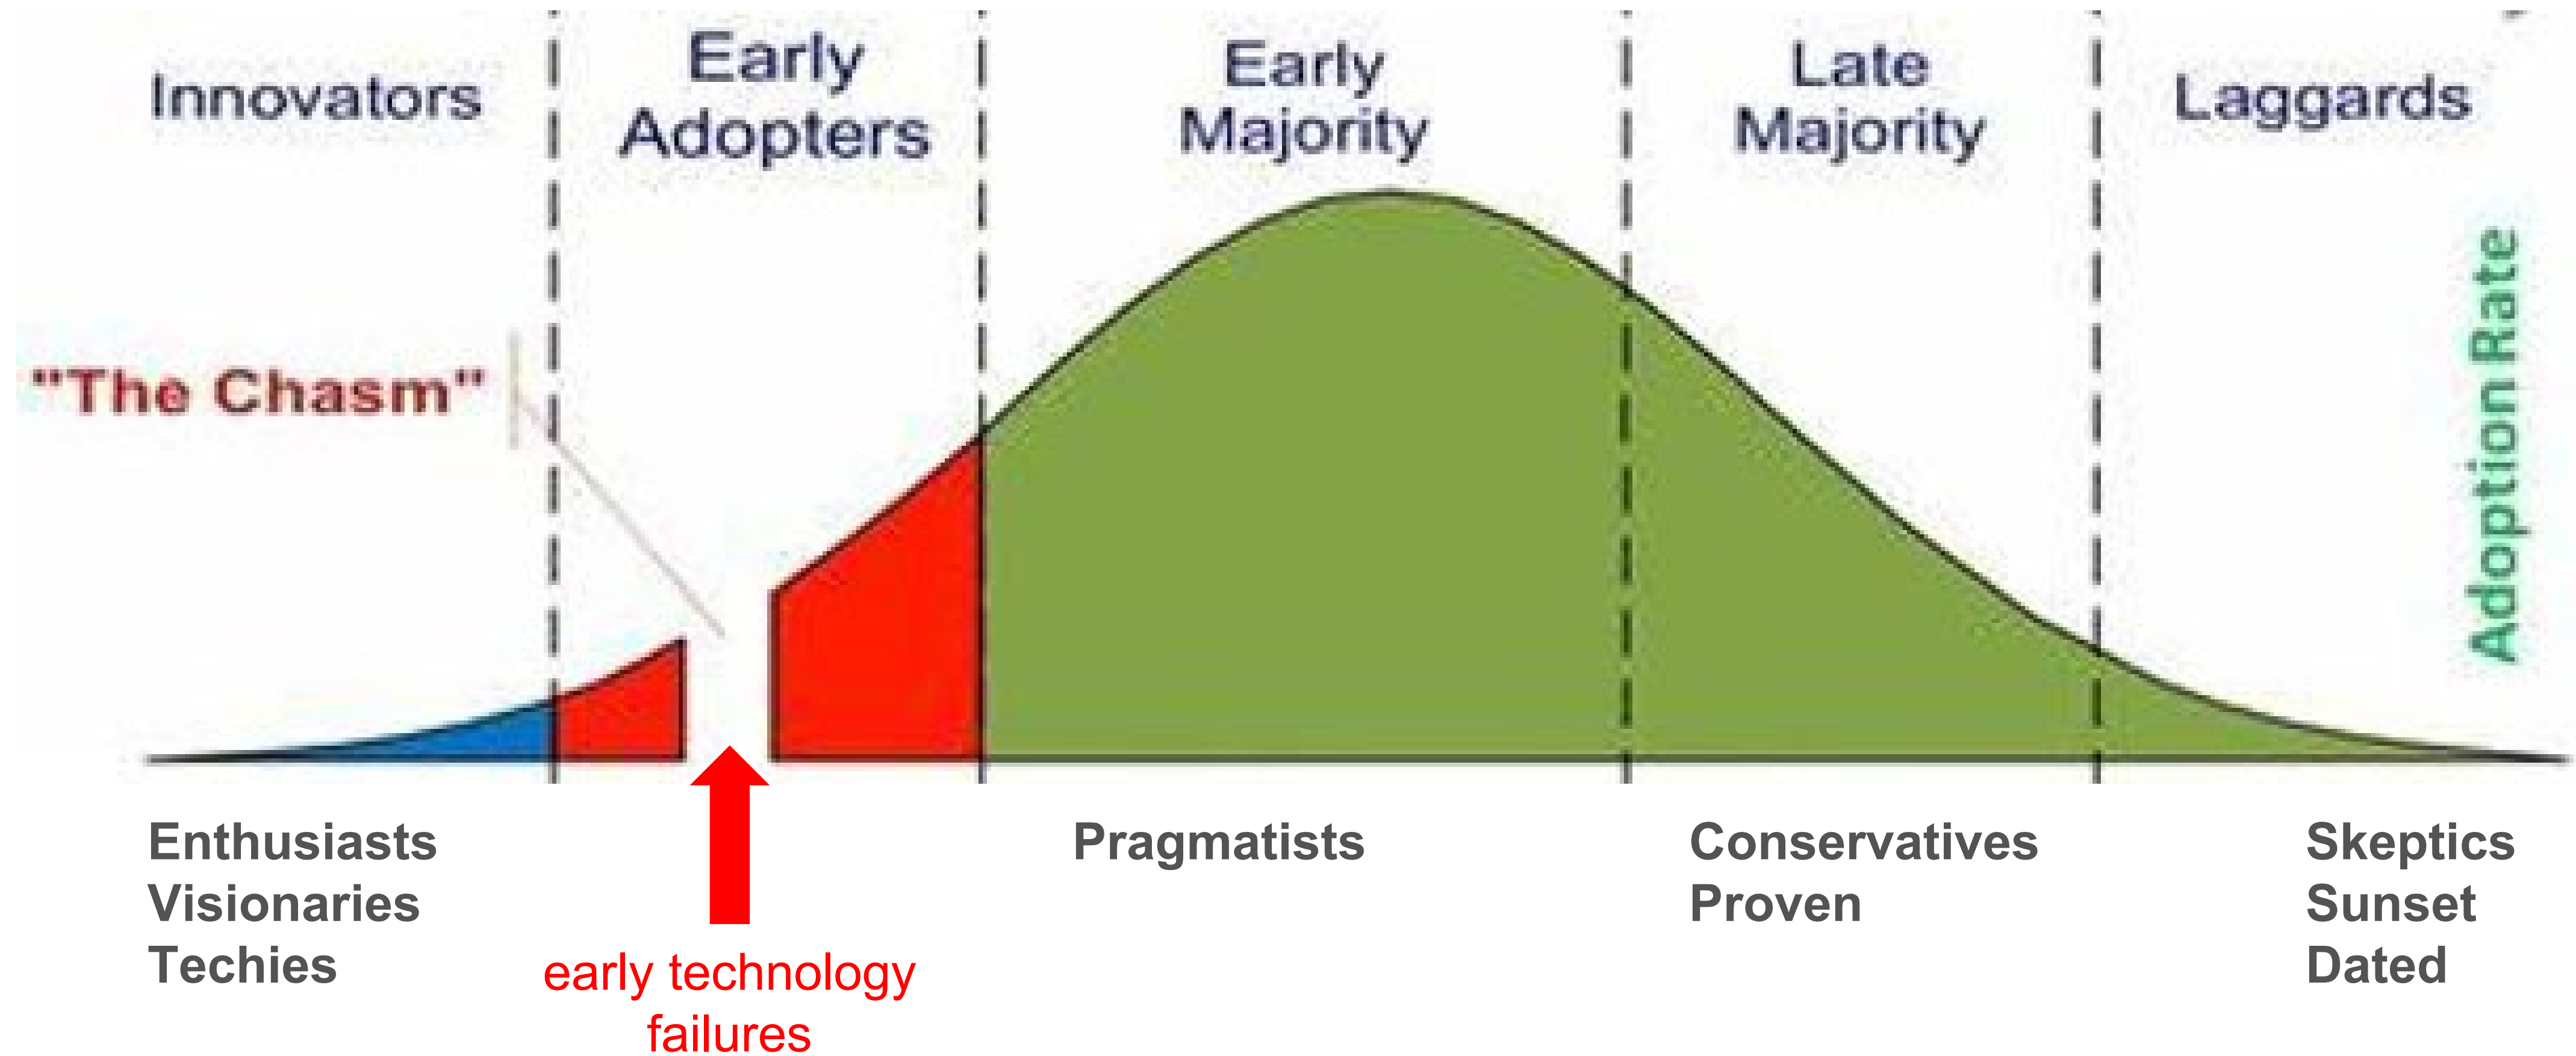 Innovators
Early
Adopters
Early
Majority
Late
Majority
Laggards
"The Chasm"
Adoption Rate
Enthusiasts
Visionaries
Techies
early technology
failures
Pragmatists
Conservatives
Proven
Skeptics
Sunset
Dated